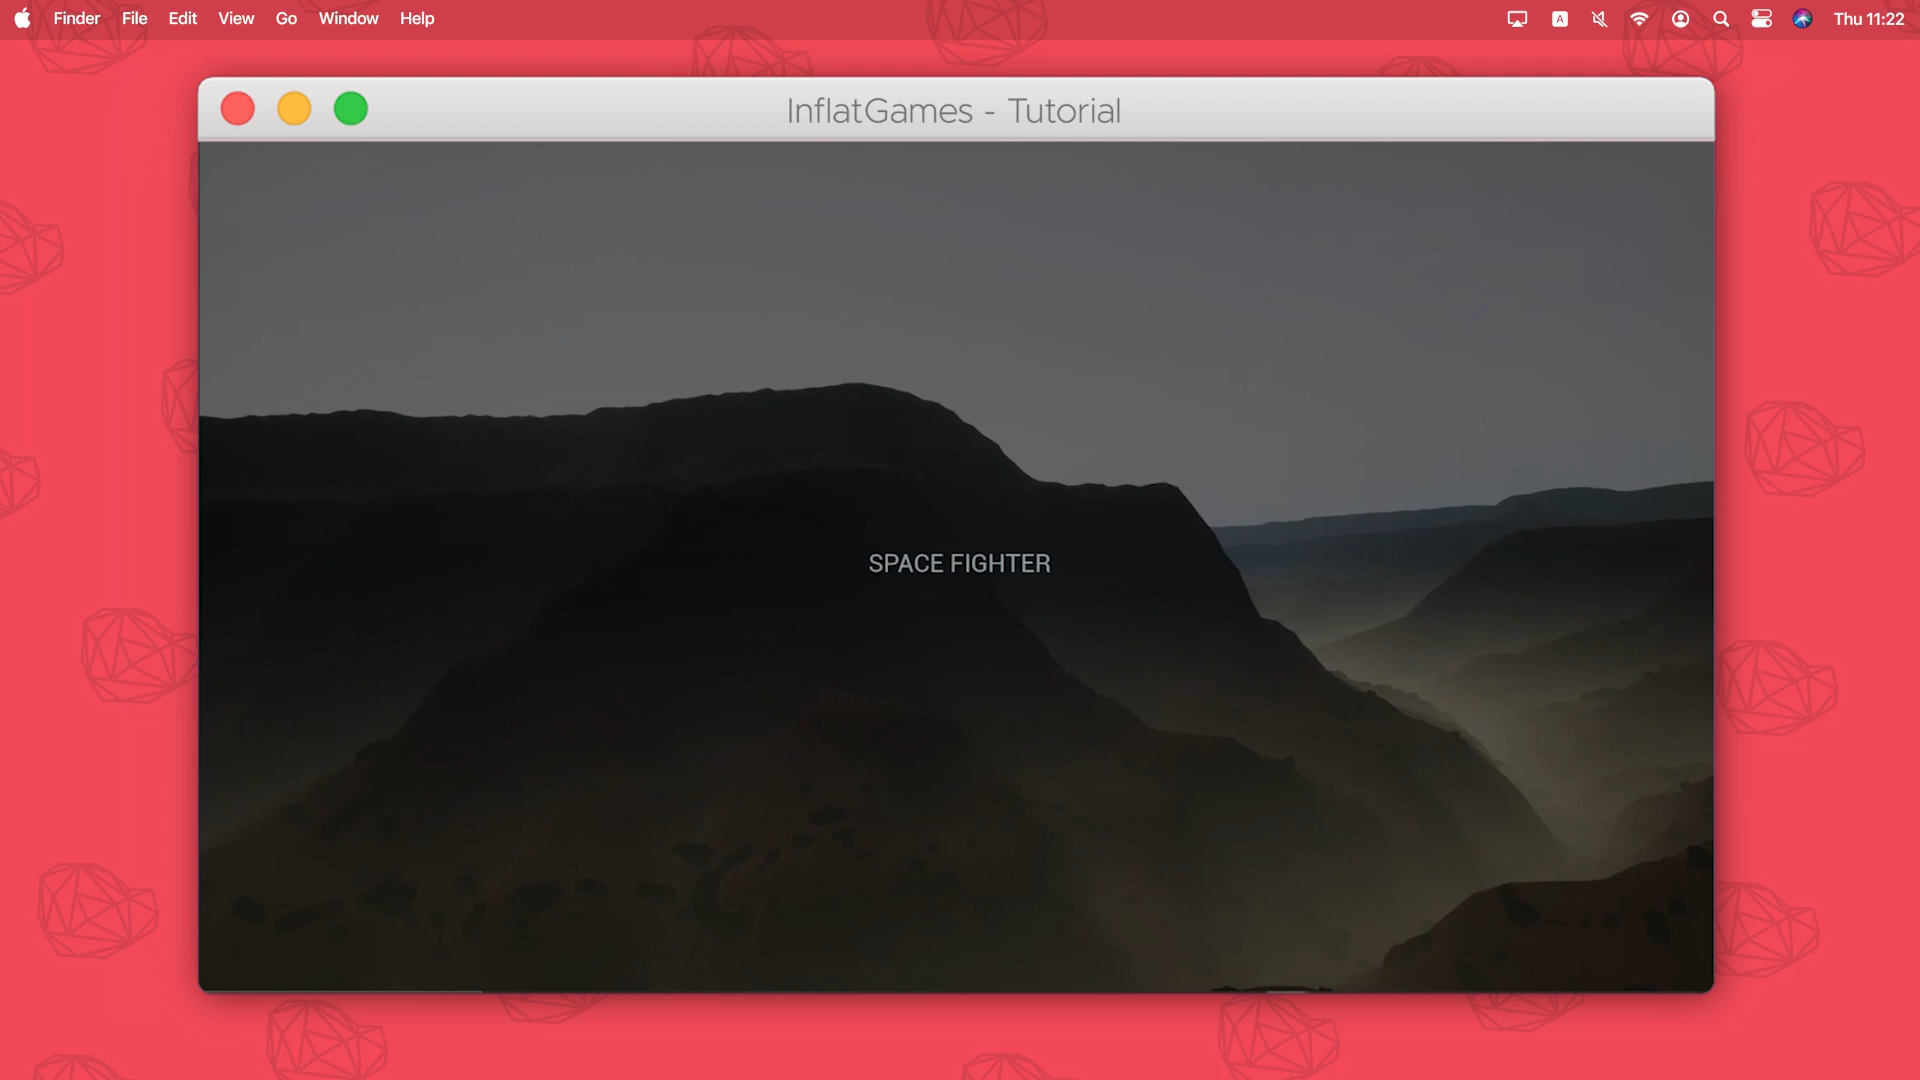 Finder File Edit View Go Window Help A Thu 11:22
InflatGames - Tutorial
SPACE FIGHTER